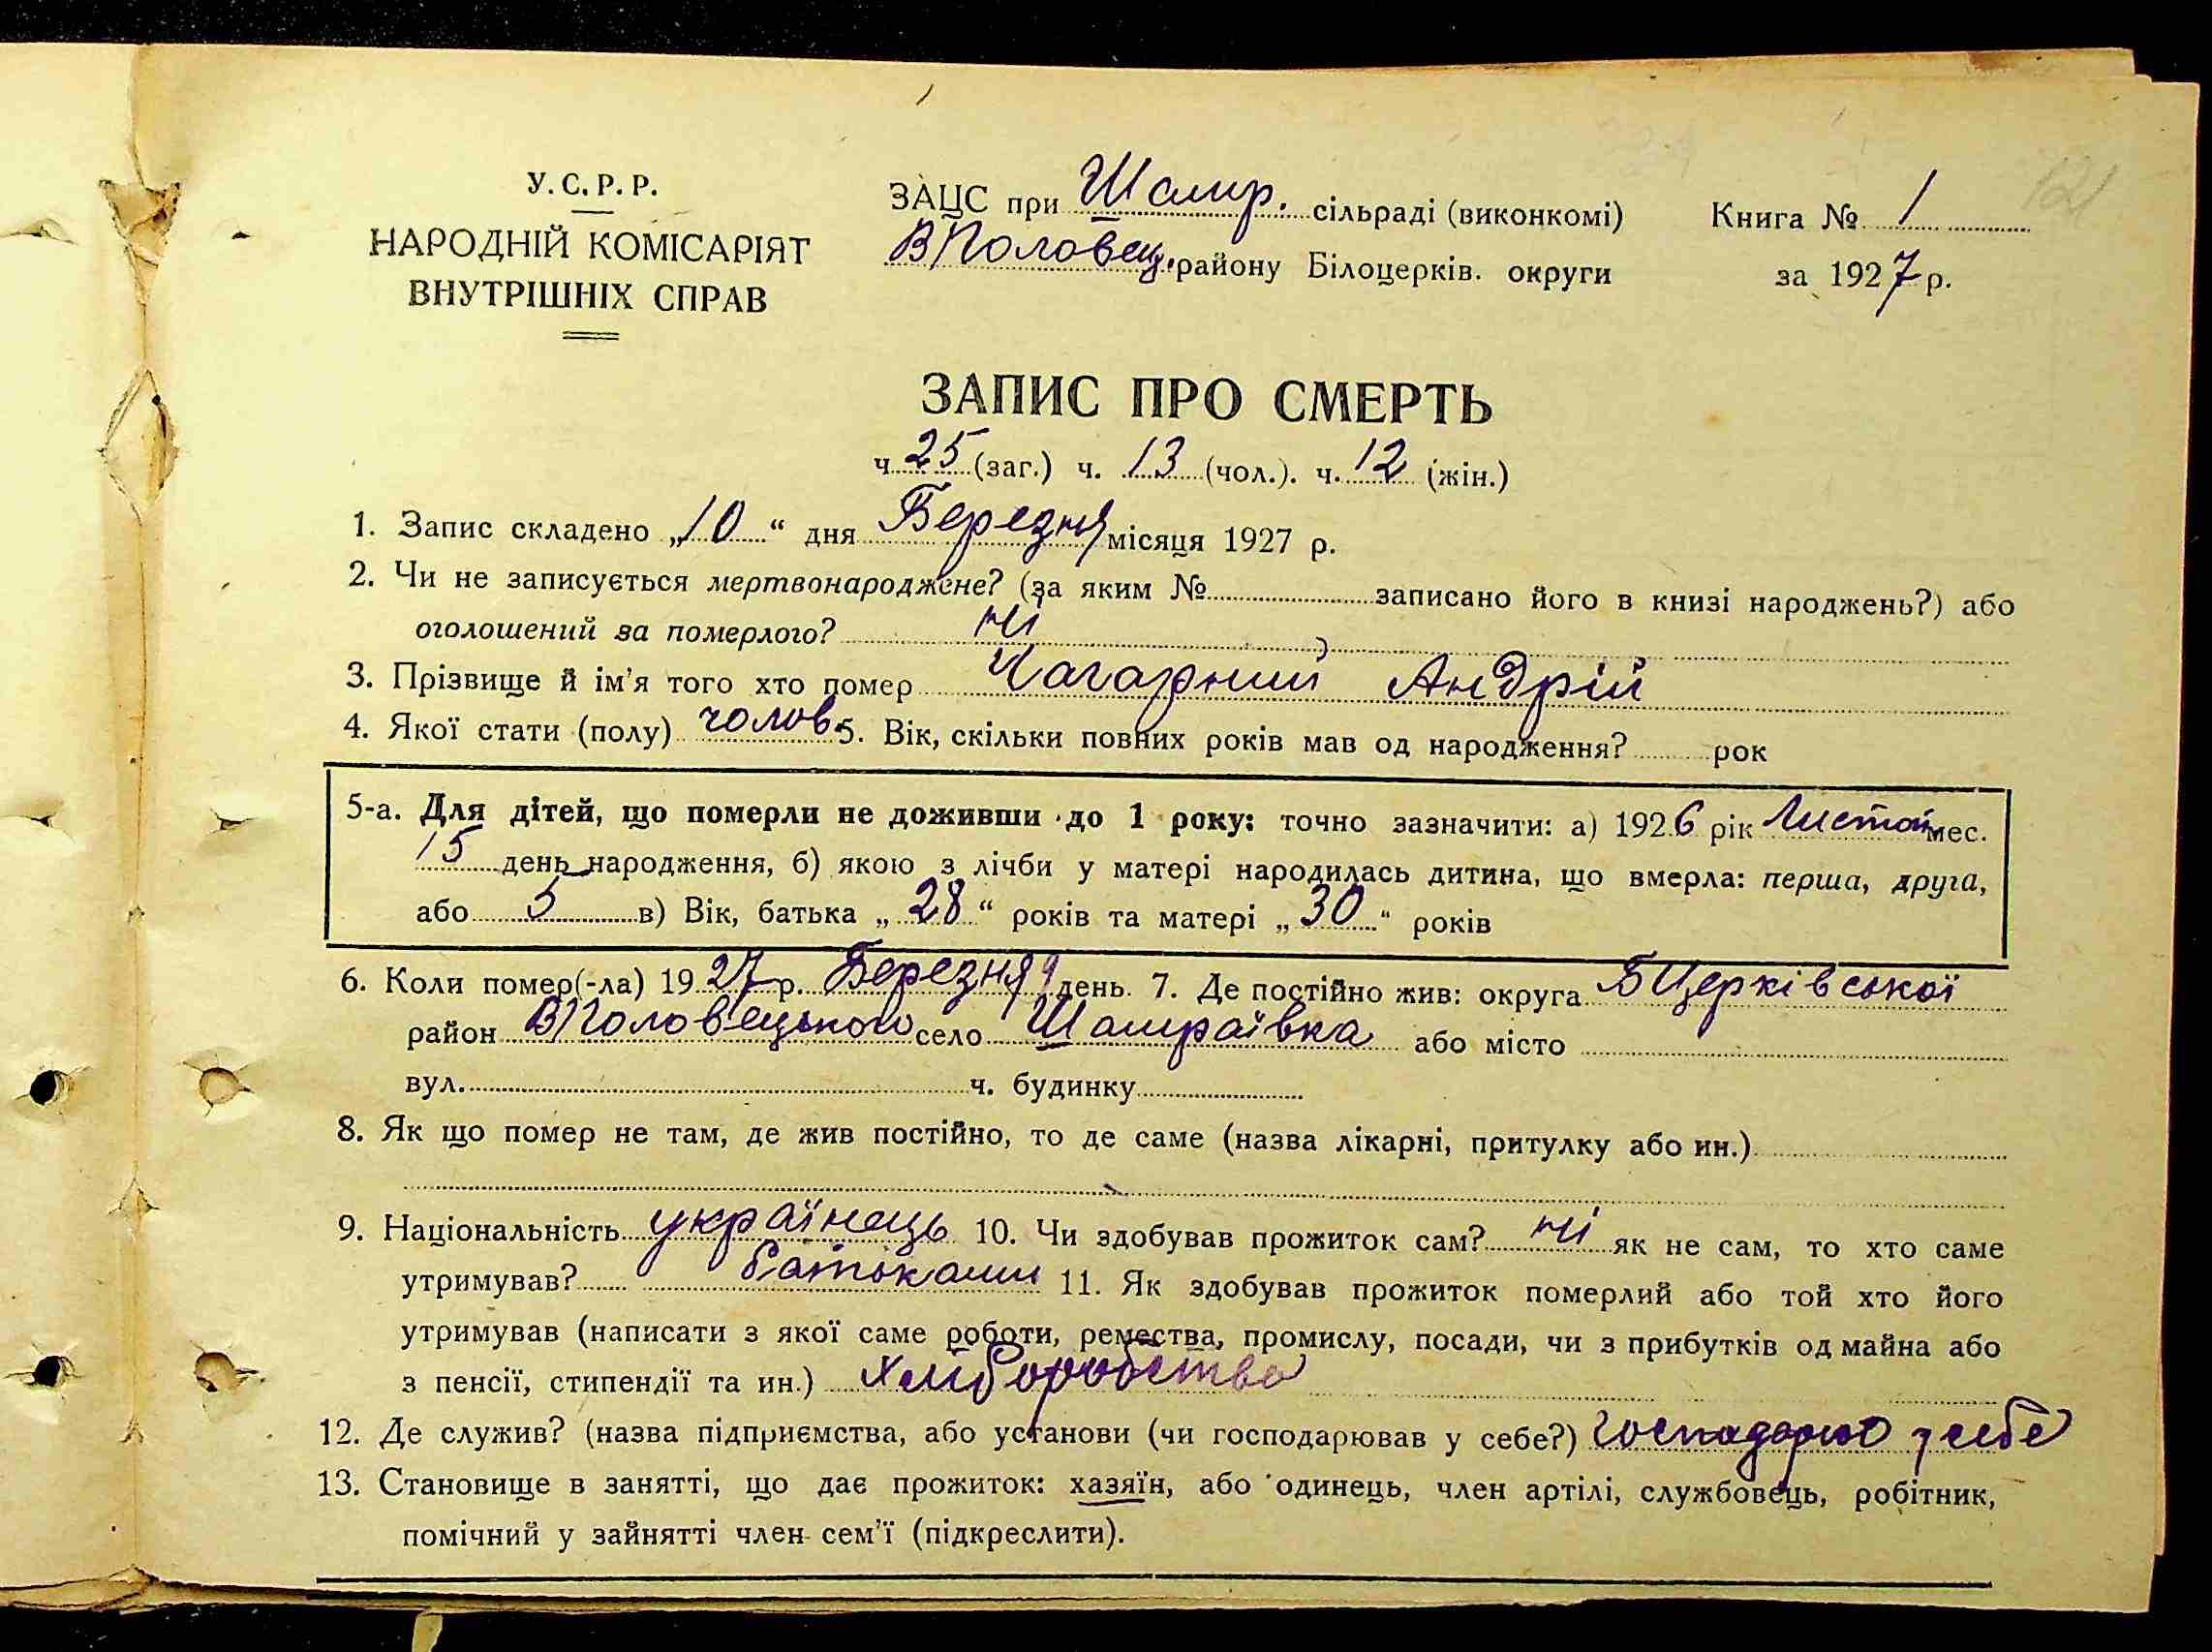 121
У.С.Р.Р.
НАРОДНІЙ КОМІСАРІЯТ
ВНУТРІШНІХ СПРАВ
ЗАЦС при Шамр. сільраді (виконкомі)
ВПоловец. району Білоцерків. округи
Книга № 1
за 1927 р.
ЗАПИС ПРО СМЕРТЬ
ч. 25 (заг.) ч. 13 (чол.). ч. 12 (жін.)
1. Запис складено „10“ дня Березня місяця 1927 р.
2. Чи не записується мертвонароджене? (за яким № записано його в книзі народжень?) або
оголошений за померлого? ні
3. Прізвище й ім'я того хто помер Чагарний Андрій
4. Якої стати (полу) чолов 5. Вік, скільки повних років мав од народження? рок
5-а. Для дітей, що померли не доживши до 1 року: точно зазначити: а) 1926 рік мес.
15 день народження, б) якою з лічби у матері народилась дитина, що вмерла: перша, друга,
або 5 в) Вік, батька „28“ років та матері „30“ років
6. Коли помер(-ла) 1927 р. Березня 9 день. 7. Де постійно жив: округа БЦерківської
район ВПоловецького село Шамраївка або місто
вул. ч. будинку
8. Як що помер не там, де жив постійно, то де саме (назва лікарні, притулку або ин.)
9. Національність українець 10. Чи здобував прожиток сам? ні як не сам, то хто саме
утримував? батьками 11. Як здобував прожиток померлий або той хто його
утримував (написати з якої саме роботи, ремества, промислу, посади, чи з прибутків од майна або
з пенсії, стипендії та ин.) хліборобство
12. Де служив? (назва підприємства, або установи (чи господарював у себе?) господарю у себе
13. Становище в занятті, що дає прожиток: хазяїн, або одинець, член артілі, службовець, робітник,
помічний у зайнятті член сем'ї (підкреслити).